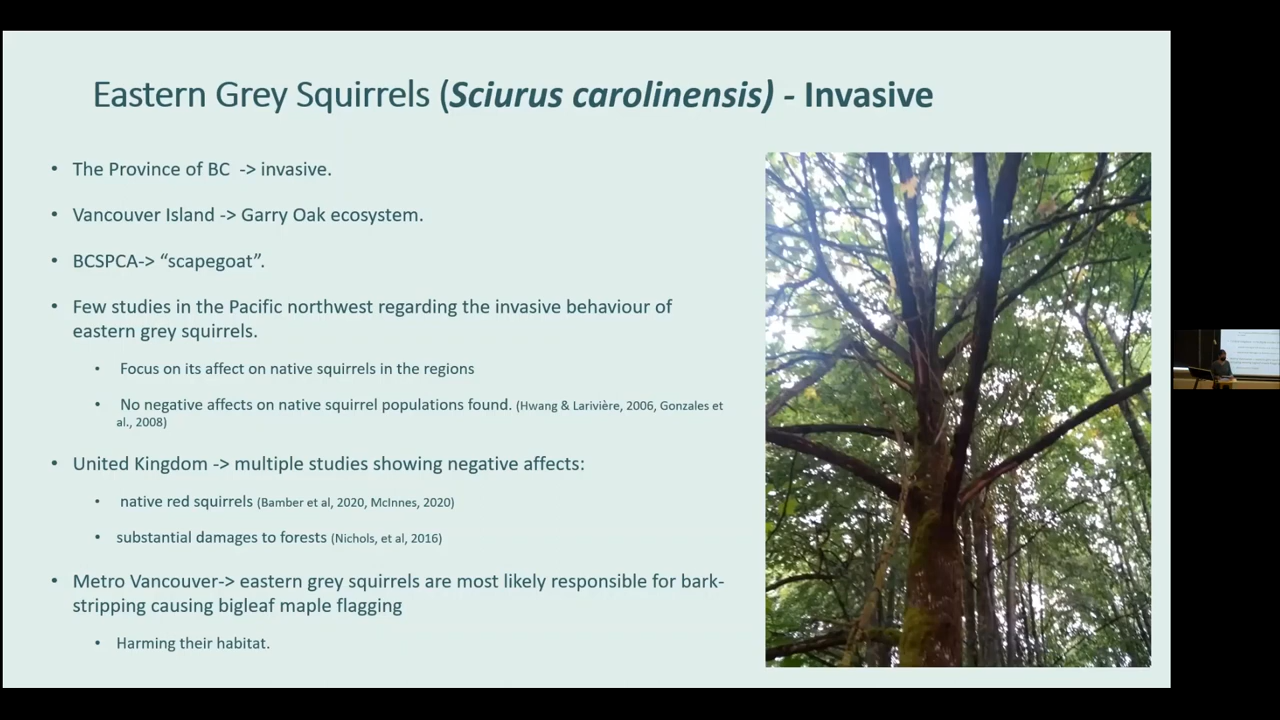 Eastern Grey Squirrels (Sciurus carolinensis) - Invasive
• The Province of BC -> invasive.
• Vancouver Island -> Garry Oak ecosystem.
• BCSPCA-> “scapegoat”.
• Few studies in the Pacific northwest regarding the invasive behaviour of
eastern grey squirrels.
• Focus on its affect on native squirrels in the regions
• No negative affects on native squirrel populations found. (Hwang & Larivière, 2006, Gonzales et
al., 2008)
• United Kingdom -> multiple studies showing negative affects:
• native red squirrels (Bamber et al, 2020, McInnes, 2020)
• substantial damages to forests (Nichols, et al, 2016)
• Metro Vancouver-> eastern grey squirrels are most likely responsible for bark-
stripping causing bigleaf maple flagging
• Harming their habitat.